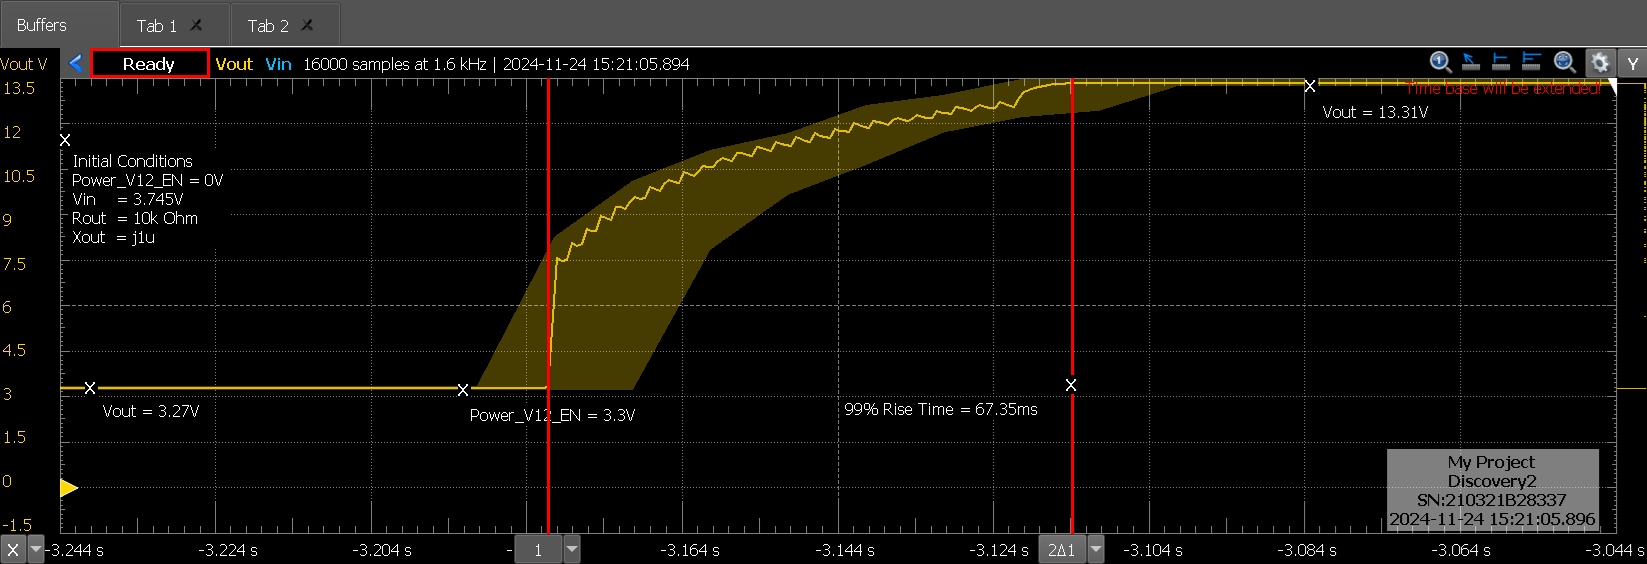 Buffers
Tab 1 X
Tab 2 X
Vout V
Ready
Vout Vin 16000 samples at 1.6 kHz | 2024-11-24 15:21:05.894
Y
13.5
Time base will be extended!
X
Vout = 13.31V
12
X
Initial Conditions
Power_V12_EN = 0V
Vin = 3.745V
Rout = 10k Ohm
Xout = j1u
10.5
9
7.5
6
4.5
3
X
Vout = 3.27V
X
Power_V12_EN = 3.3V
X
99% Rise Time = 67.35ms
1.5
0
-1.5
My Project
Discovery2
SN:210321B28337
2024-11-24 15:21:05.896
X
-3.244 s
-3.224 s
-3.204 s
-
1
-3.164 s
-3.144 s
-3.124 s
2Δ1
-3.104 s
-3.084 s
-3.064 s
-3.044 s